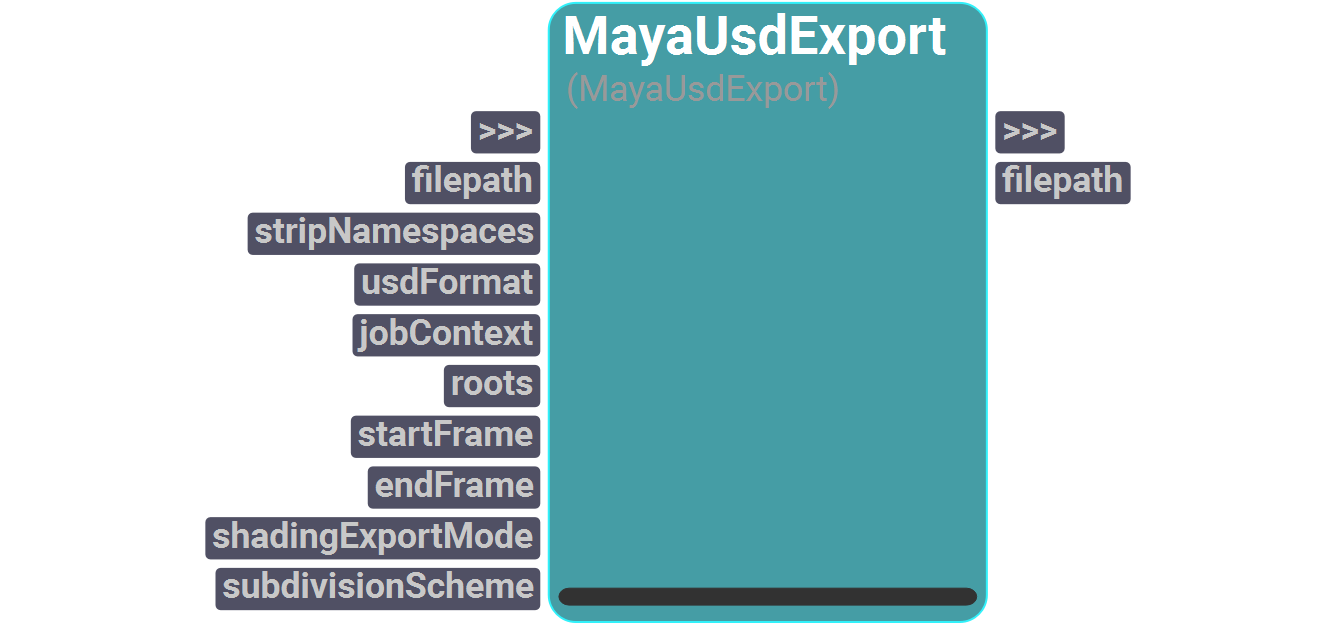 MayaUsdExport
(MayaUsdExport)
>>>
>>>
filepath
filepath
stripNamespaces
usdFormat
jobContext
roots
startFrame
endFrame
shadingExportMode
subdivisionScheme